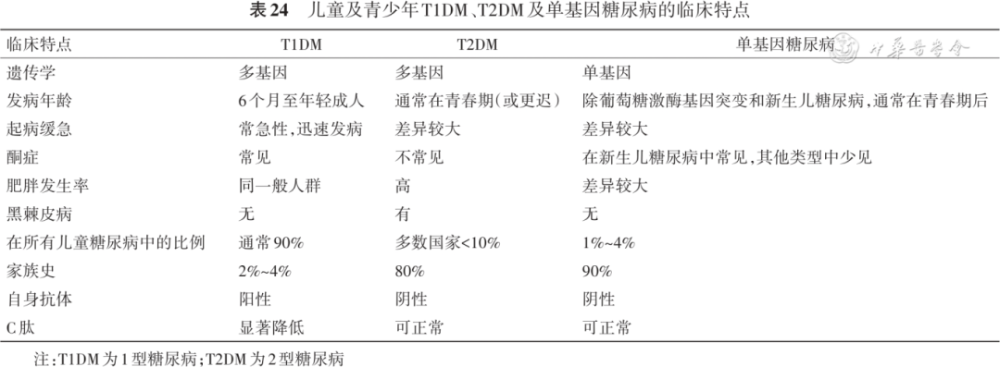 表24 儿童及青少年T1DM、T2DM及单基因糖尿病的临床特点
临床特点 T1DM T2DM 单基因糖尿病
中华医学会
遗传学 多基因 多基因 单基因
发病年龄 6个月至年轻成人 通常在青春期(或更迟) 除葡萄糖激酶基因突变和新生儿糖尿病,通常在青春期后
起病缓急 常急性,迅速发病 差异较大 差异较大
酮症 常见 不常见 在新生儿糖尿病中常见,其他类型中少见
肥胖发生率 同一般人群 高 差异较大
黑棘皮病 无 有 无
在所有儿童糖尿病中的比例 通常90% 多数国家<10% 1%~4%
家族史 2%~4% 80% 90%
自身抗体 阳性 阴性 阴性
C肽 显著降低 可正常 可正常
注:T1DM为1型糖尿病;T2DM为2型糖尿病